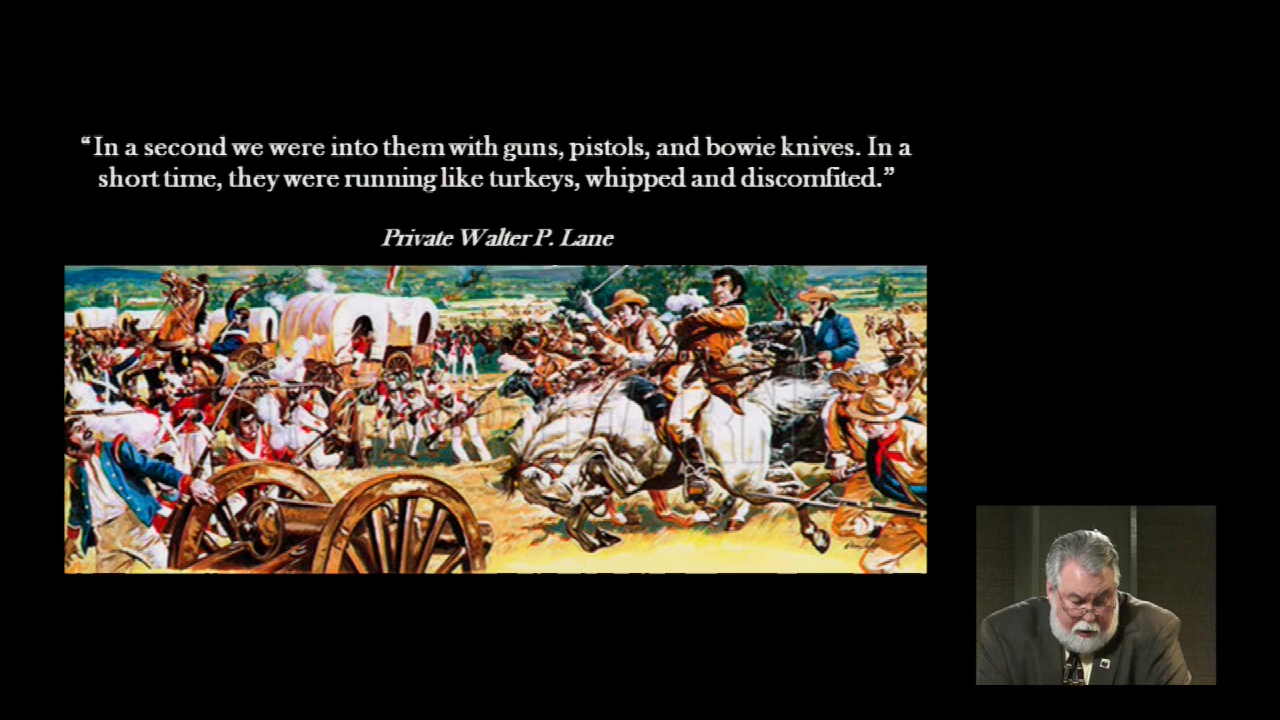 “In a second we were into them with guns, pistols, and bowie knives. In a
short time, they were running like turkeys, whipped and discomfited.”
Private Walter P. Lane